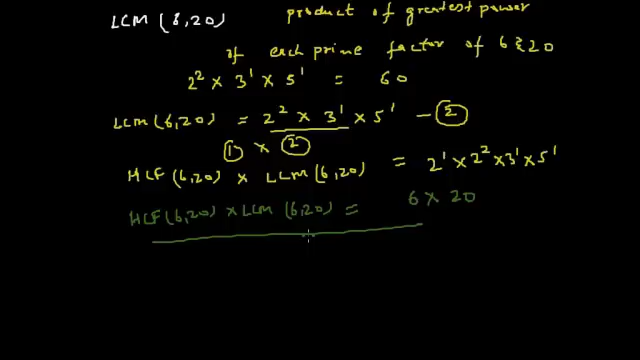 LCM (6,20) product of greatest power
of each prime factor of 6 & 20
2² × 3¹ × 5¹ = 60
LCM (6,20) = 2² × 3¹ × 5¹ — ②
① × ②
HCF (6,20) × LCM (6,20) = 2¹ × 2² × 3¹ × 5¹
HCF (6,20) × LCM (6,20) = 6 × 20